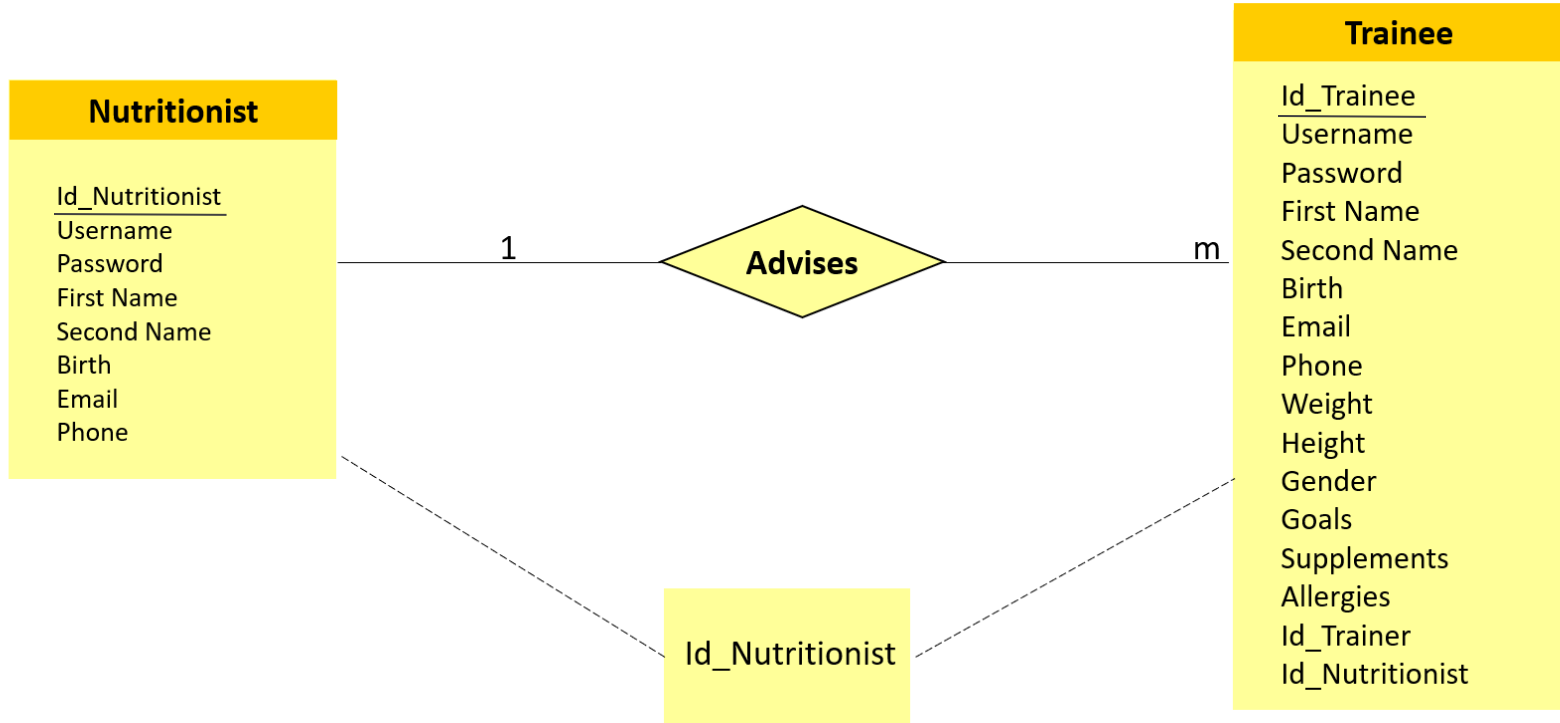 Nutritionist
Id_Nutritionist
Username
Password
First Name
Second Name
Birth
Email
Phone
1
Advises
m
Trainee
Id_Trainee
Username
Password
First Name
Second Name
Birth
Email
Phone
Weight
Height
Gender
Goals
Supplements
Allergies
Id_Trainer
Id_Nutritionist
Id_Nutritionist